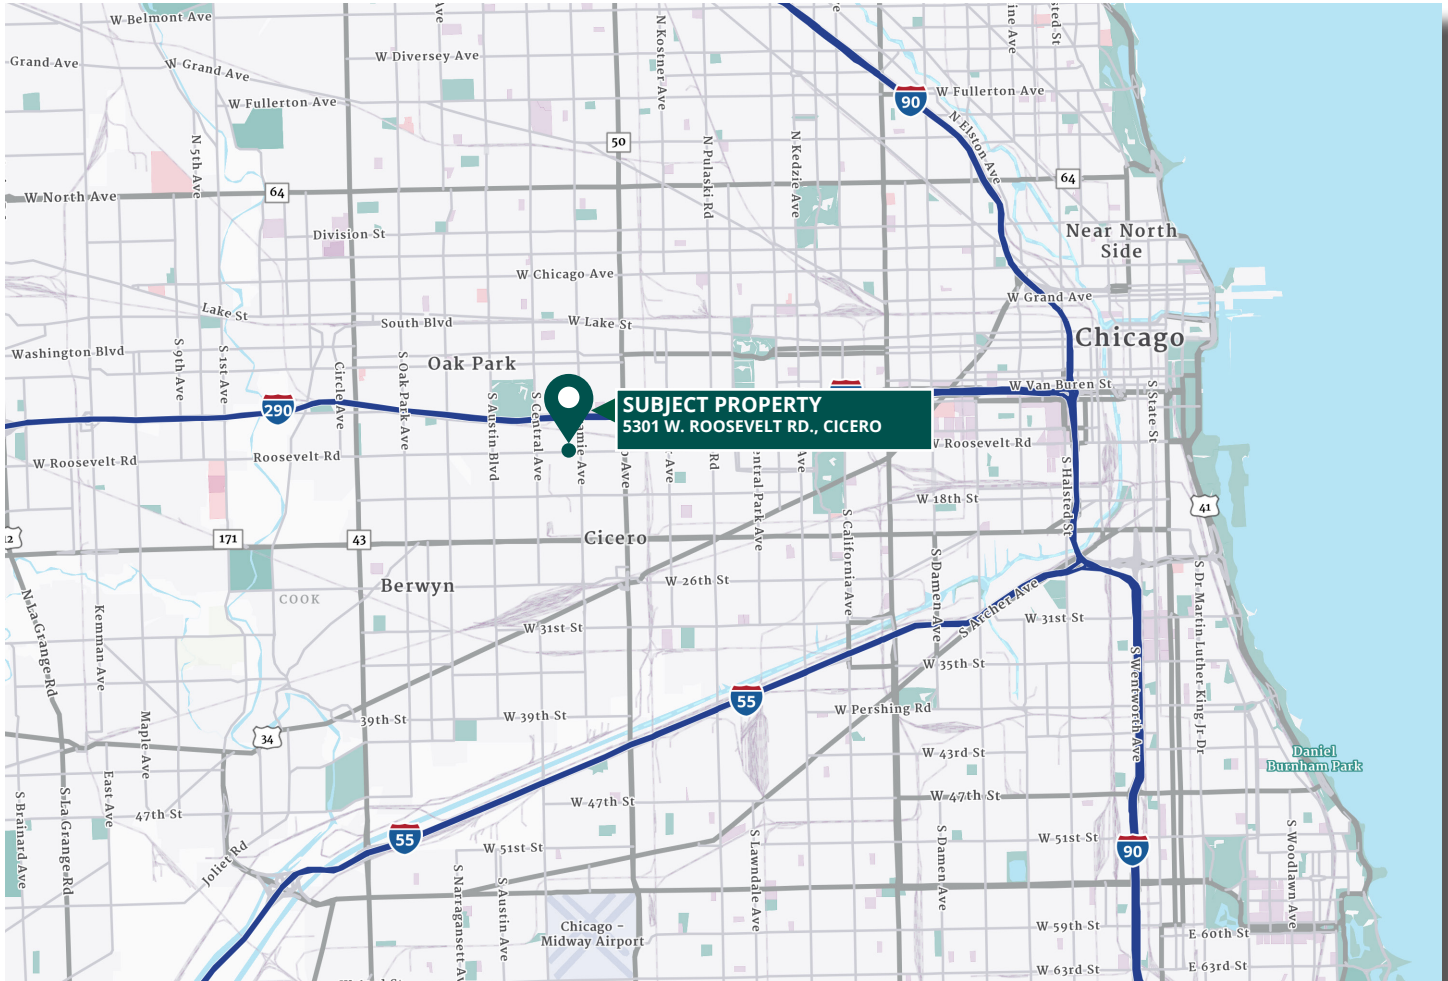 W Belmont Ave
Grand Ave
W Grand Ave
W Diversey Ave
W Fullerton Ave
N Kostner Ave
90
W Fullerton Ave
N Elston Ave
N 5th Ave
50
N Pulaski Rd
N Kedzie Ave
64
64
W North Ave
Division St
Near North
Side
W Chicago Ave
W Grand Ave
Lake St
South Blvd
W Lake St
Chicago
Washington Blvd
S 9th Ave
S 1st Ave
Circle Ave
S Oak Park Ave
Oak Park
W Van Buren St
S State St
290
S Austin Blvd
S Central Ave
SUBJECT PROPERTY
5301 W. ROOSEVELT RD., CICERO
W Roosevelt Rd
Roosevelt Rd
W Roosevelt Rd
Rd
Ave
S Halsted St
W 18th St
41
171
43
Cicero
S California Ave
S Damen Ave
Berwyn
COOK
W 26th St
S Archer Ave
S Dr Martin Luther King Jr Dr
N La Grange Rd
Kemman Ave
W 31st St
W 31st St
W 35th St
S Wentworth Ave
55
39th St
W 39th St
W Pershing Rd
34
Maple Ave
W 43rd St
Daniel
Burnham Park
East Ave
S La Grange Rd
S Brainard Ave
47th St
W 47th St
W 47th St
55
Joliet Rd
W 51st St
W 51st St
90
S Narragansett Av
S Austin Ave
S Lawndale Ave
S Damen Ave
S Woodlawn Ave
Chicago -
Midway Airport
W 59th St
E 60th St
W 63rd St
E 63rd St